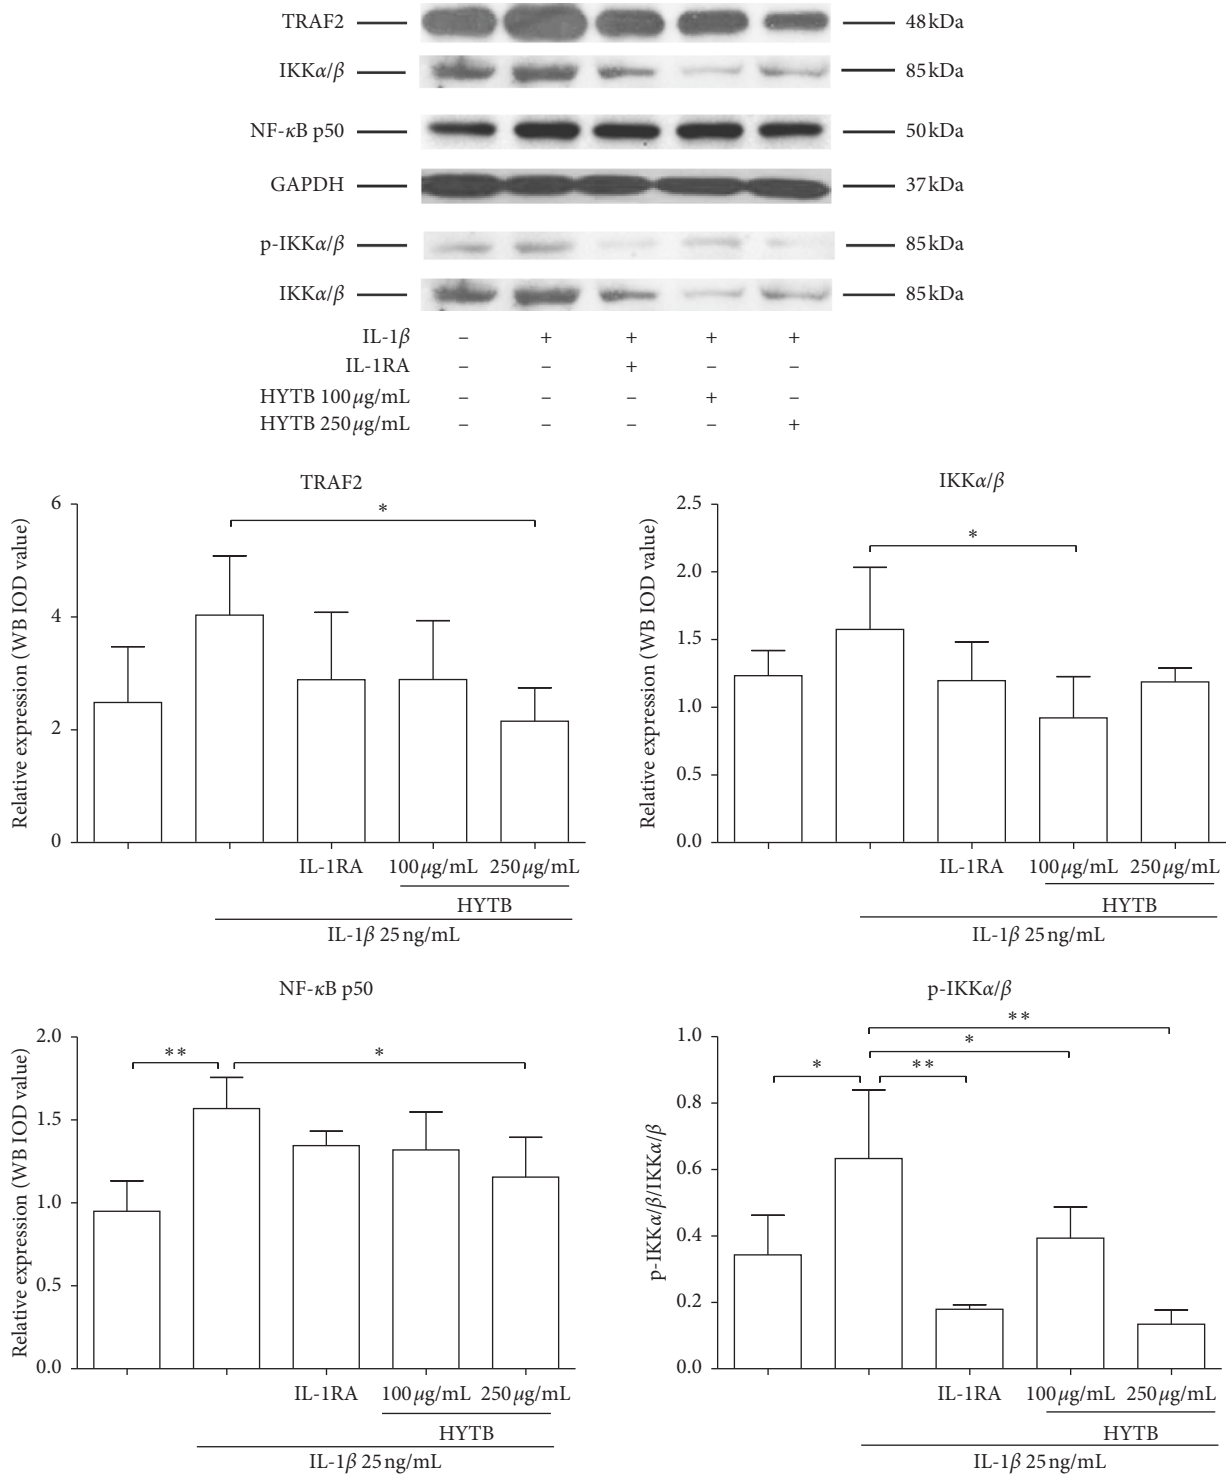 TRAF2 48 kDa
IKKα/β 85 kDa
NF-κB p50 50 kDa
GAPDH 37 kDa
p-IKKα/β 85 kDa
IKKα/β 85 kDa
IL-1β – + + + +
IL-1RA – – + – –
HYTB 100 μg/mL – – – + –
HYTB 250 μg/mL – – – – +
TRAF2
Relative expression (WB IOD value)
6
4
2
0
*
IL-1RA 100 μg/mL 250 μg/mL
HYTB
IL-1β 25 ng/mL
IKKα/β
Relative expression (WB IOD value)
2.5
2.0
1.5
1.0
0.5
0.0
*
IL-1RA 100 μg/mL 250 μg/mL
HYTB
IL-1β 25 ng/mL
NF-κB p50
Relative expression (WB IOD value)
2.0
1.5
1.0
0.5
0.0
** *
IL-1RA 100 μg/mL 250 μg/mL
HYTB
IL-1β 25 ng/mL
p-IKKα/β
p-IKKα/β/IKKα/β
1.0
0.8
0.6
0.4
0.2
0.0
**
*
* **
IL-1RA 100 μg/mL 250 μg/mL
HYTB
IL-1β 25 ng/mL